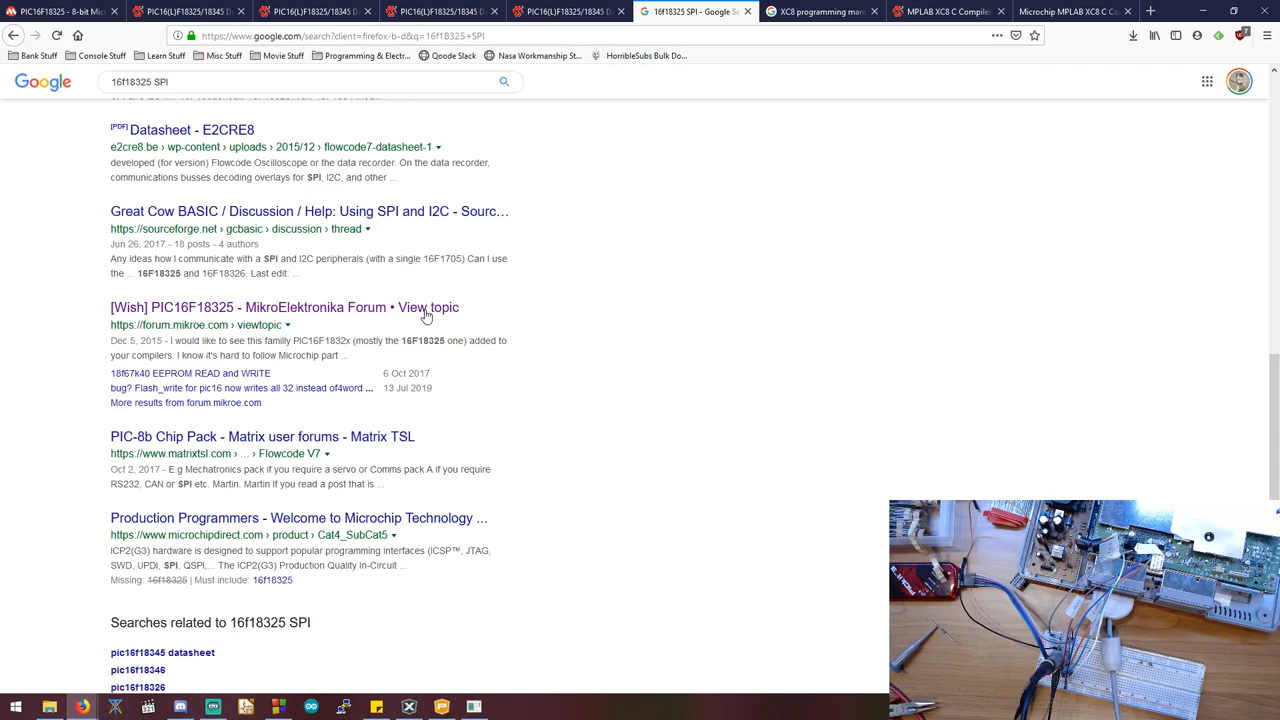 PIC16F18325 - 8-bit Mic
PIC16(L)F18325/18345 Da
PIC16(L)F18325/18345 Da
PIC16(L)F18325/18345 Da
PIC16(L)F18325/18345 Da
16f18325 SPI - Google Se
XC8 programming man
MPLAB XC8 C Compiler
Microchip MPLAB XC8 C Co
https://www.google.com/search?client=firefox-b-d&q=16f18325+SPI
Bank Stuff
Console Stuff
Learn Stuff
Misc Stuff
Movie Stuff
Programming & Electr...
Qoode Slack
Nasa Workmanship St...
HorribleSubs Bulk Do...
Google
16f18325 SPI
[PDF] Datasheet - E2CRE8
e2cre8.be › wp-content › uploads › 2015/12 › flowcode7-datasheet-1
developed (for version) Flowcode Oscilloscope or the data recorder. On the data recorder,
communications busses decoding overlays for SPI, I2C, and other ...
Great Cow BASIC / Discussion / Help: Using SPI and I2C - Sourc…
https://sourceforge.net › gcbasic › discussion › thread
Jun 26, 2017 - 18 posts - 4 authors
Any ideas how I communicate with a SPI and I2C peripherals (with a single 16F1705) Can I use
the ... 16F18325 and 16F18326. Last edit: ...
[Wish] PIC16F18325 - MikroElektronika Forum • View topic
https://forum.mikroe.com › viewtopic
Dec 5, 2015 - I would like to see this familly PIC16F1832x (mostly the 16F18325 one) added to
your compilers. I know it's hard to follow Microchip part ...
18f67k40 EEPROM READ and WRITE 6 Oct 2017
bug? Flash_write for pic16 now writes all 32 instead of4word ... 13 Jul 2019
More results from forum.mikroe.com
PIC-8b Chip Pack - Matrix user forums - Matrix TSL
https://www.matrixtsl.com › ... › Flowcode V7
Oct 2, 2017 - E g Mechatronics pack if you require a servo or Comms pack A if you require
RS232, CAN or SPI etc. Martin. Martin If you read a post that is ...
Production Programmers - Welcome to Microchip Technology ...
https://www.microchipdirect.com › product › Cat4_SubCat5
ICP2(G3) hardware is designed to support popular programming interfaces (ICSP™, JTAG,
SWD, UPDI, SPI, QSPI,... The ICP2(G3) Production Quality In-Circuit ...
Missing: 16f18325 | Must include: 16f18325
Searches related to 16f18325 SPI
pic16f18345 datasheet
pic16f18346
pic16f18326